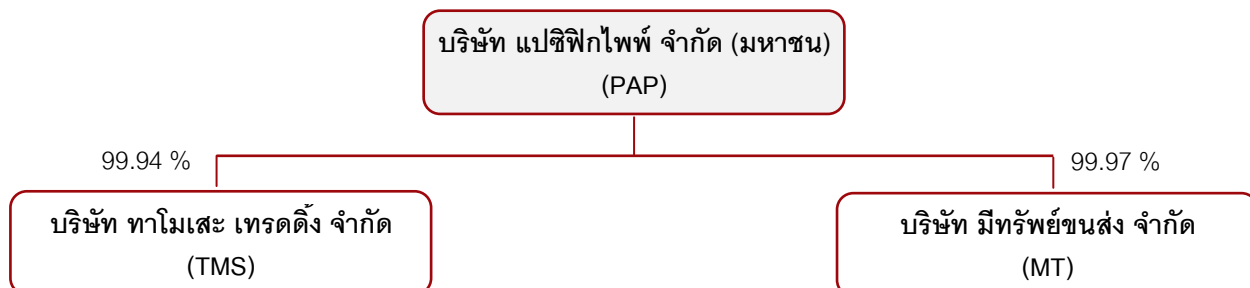 บริษัท แปซิฟิกไพพ์ จำกัด (มหาชน)
(PAP)
99.94 %
99.97 %
บริษัท ทาโมเสะ เทรดดิ้ง จำกัด
(TMS)
บริษัท มีทรัพย์ขนส่ง จำกัด
(MT)